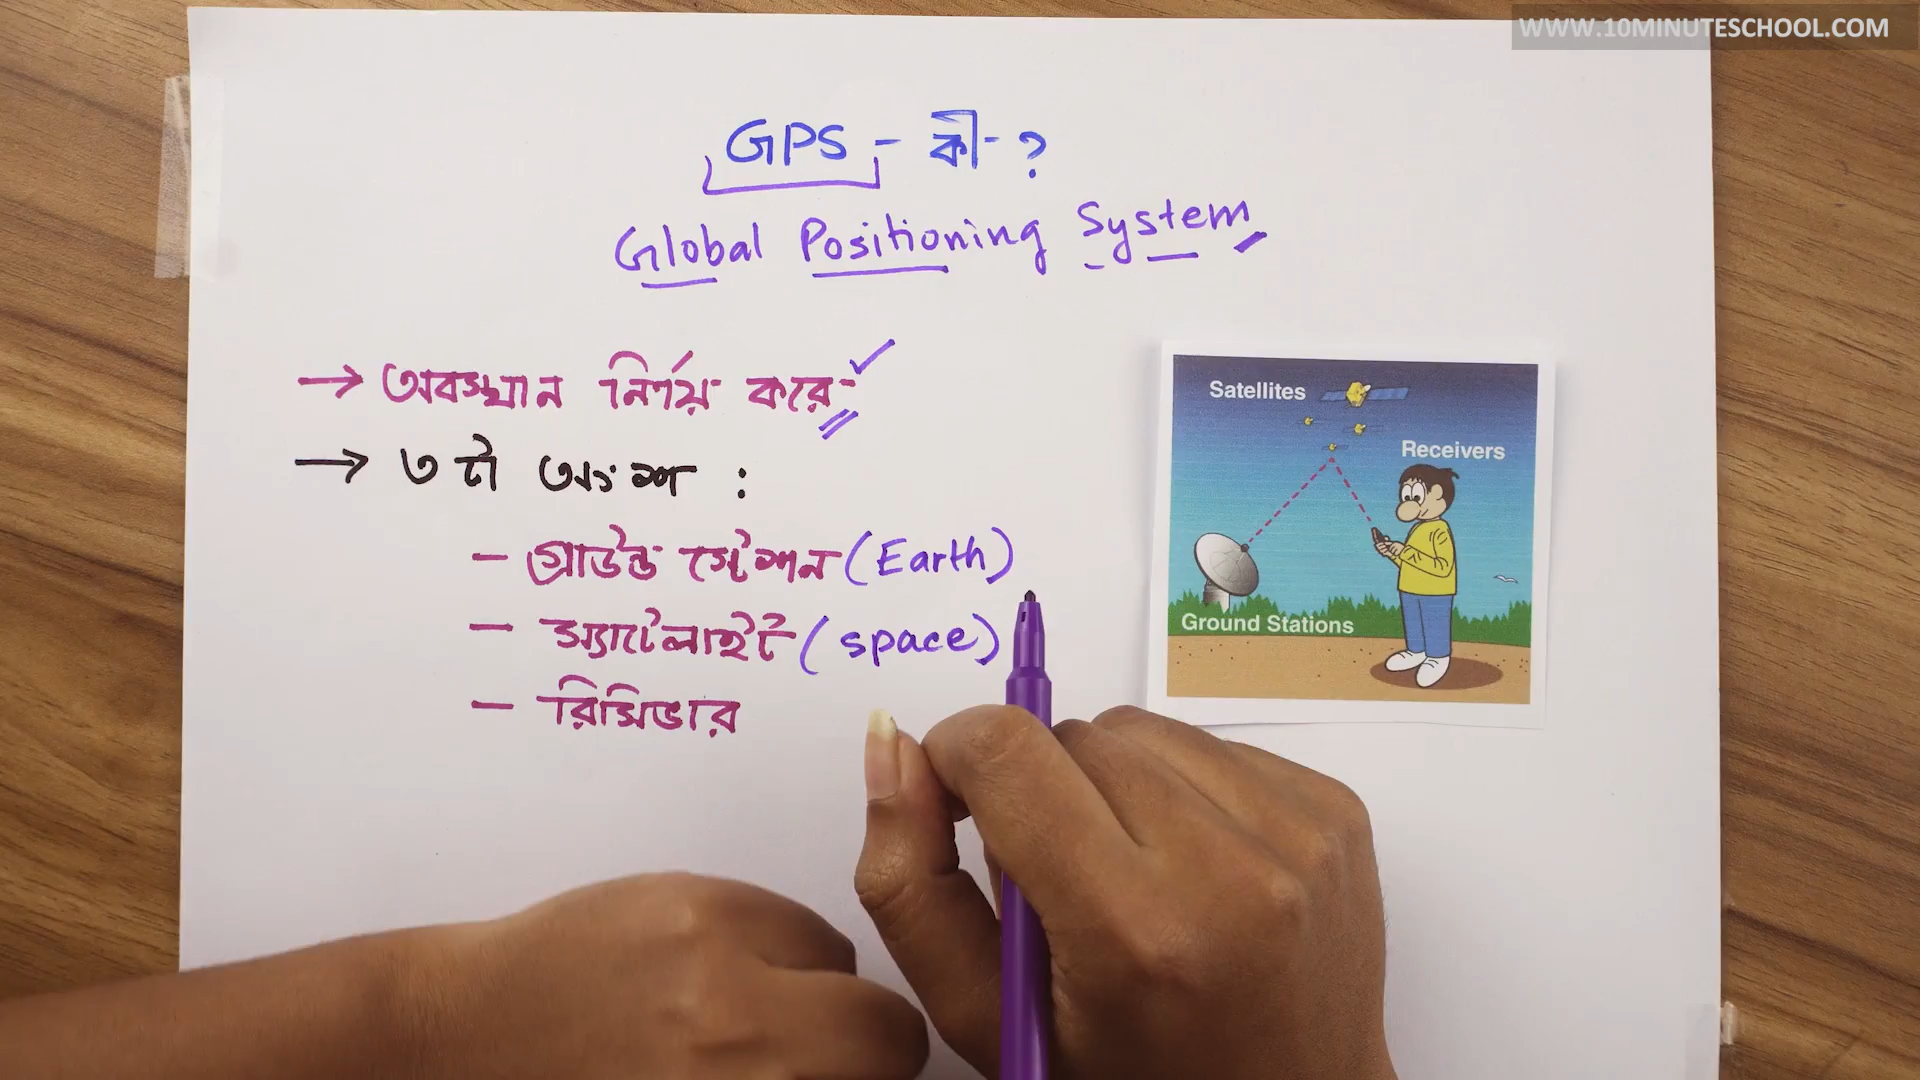 WWW.10MINUTESCHOOL.COM
GPS - কী - ?
Global Positioning System
→ অবস্থান নির্ণয় করে
→ ৩ টা অংশ :
- গ্রাউন্ড স্টেশন (Earth)
- স্যাটেলাইট (space)
- রিসিভার
Satellites
Receivers
Ground Stations